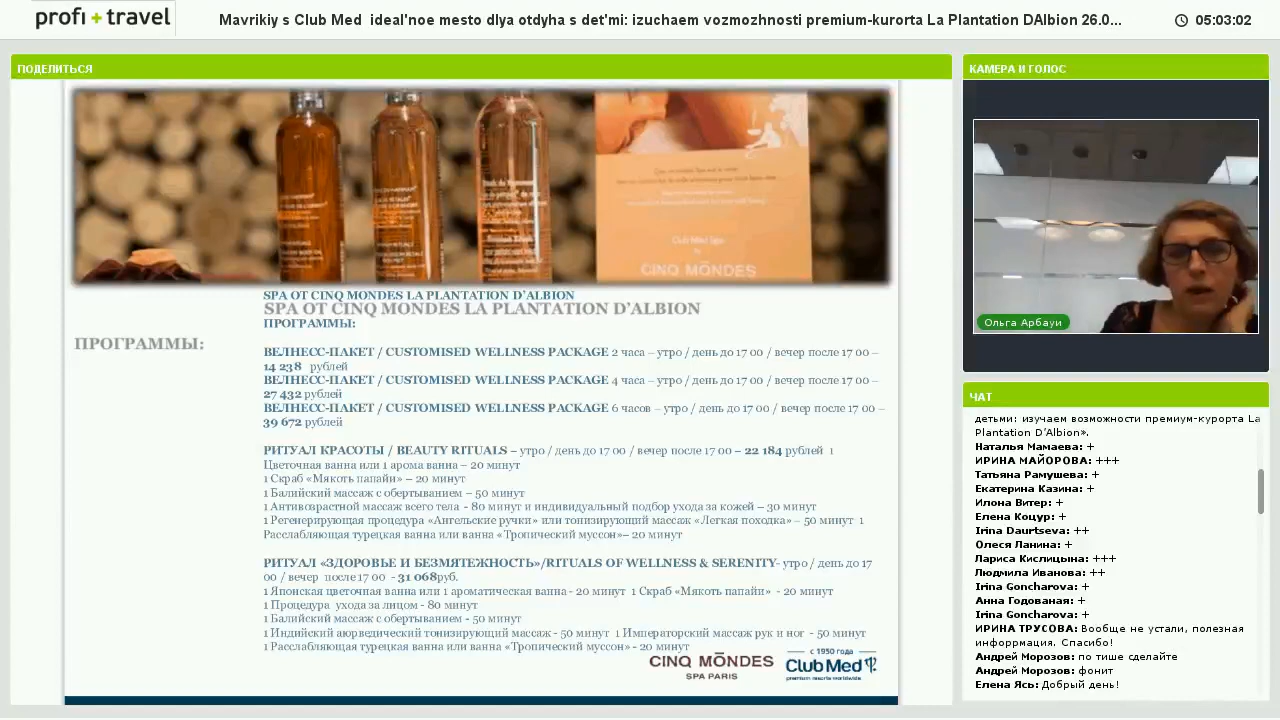 profi + travel
Mavrikiy s Club Med ideal'noe mesto dlya otdyha s det'mi: izuchaem vozmozhnosti premium-kurorta La Plantation DAlbion 26.0...
05:03:02
ПОДЕЛИТЬСЯ
Club Med Spa
by
CINQ MONDES
SPA ОТ CINQ MONDES LA PLANTATION D'ALBION
SPA ОТ CINQ MONDES LA PLANTATION D'ALBION
ПРОГРАММЫ:
ПРОГРАММЫ:
ВЕЛНЕСС-ПАКЕТ / CUSTOMISED WELLNESS PACKAGE 2 часа – утро / день до 17 00 / вечер после 17 00 –
14 238 рублей
ВЕЛНЕСС-ПАКЕТ / CUSTOMISED WELLNESS PACKAGE 4 часа – утро / день до 17 00 / вечер после 17 00 –
27 432 рублей
ВЕЛНЕСС-ПАКЕТ / CUSTOMISED WELLNESS PACKAGE 6 часов – утро / день до 17 00 / вечер после 17 00 –
39 672 рублей
РИТУАЛ КРАСОТЫ / BEAUTY RITUALS – утро / день до 17 00 / вечер после 17 00 – 22 184 рублей 1
Цветочная ванна или 1 арома ванна – 20 минут
1 Скраб «Мякоть папайи» – 20 минут
1 Балийский массаж с обертыванием – 50 минут
1 Антивозрастной массаж всего тела - 80 минут и индивидуальный подбор ухода за кожей – 30 минут
1 Регенерирующая процедура «Ангельские ручки» или тонизирующий массаж «Легкая походка» – 50 минут 1
Расслабляющая турецкая ванна или ванна «Тропический муссон»– 20 минут
РИТУАЛ «ЗДОРОВЬЕ И БЕЗМЯТЕЖНОСТЬ»/RITUALS OF WELLNESS & SERENITY- утро / день до 17
00 / вечер после 17 00 - 31 068руб.
1 Японская цветочная ванна или 1 ароматическая ванна - 20 минут 1 Скраб «Мякоть папайи» - 20 минут
1 Процедура ухода за лицом - 80 минут
1 Балийский массаж с обертыванием - 50 минут
1 Индийский аюрведический тонизирующий массаж - 50 минут 1 Императорский массаж рук и ног - 50 минут
1 Расслабляющая турецкая ванна или ванна «Тропический муссон» - 20 минут
CINQ MONDES
SPA PARIS
с 1950 года
Club Med
premium resorts worldwide
КАМЕРА И ГОЛОС
Ольга Арбауи
ЧАТ
детьми: изучаем возможности премиум-курорта La
Plantation D'Albion».
Наталья Мамаева: +
ИРИНА МАЙОРОВА: +++
Татьяна Рамушева: +
Екатерина Казина: +
Илона Витер: +
Елена Коцур: +
Irina Daurtseva: ++
Олеся Ланина: +
Лариса Кислицына: +++
Людмила Иванова: ++
Irina Goncharova: +
Анна Годованая: +
Irina Goncharova: +
ИРИНА ТРУСОВА: Вообще не устали, полезная
инфоррмация. Спасибо!
Андрей Морозов: по тише сделайте
Андрей Морозов: фонит
Елена Ясь: Добрый день!